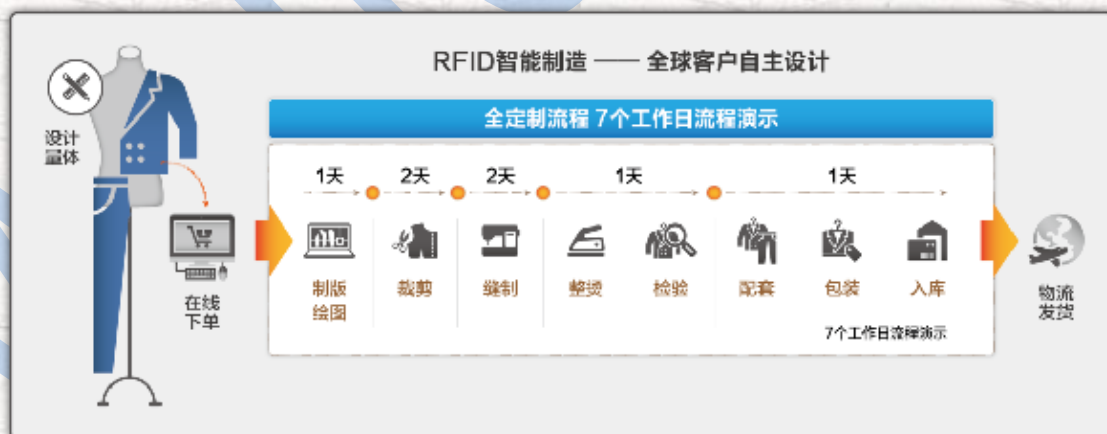 RFID智能制造 —— 全球客户自主设计
全定制流程 7个工作日流程演示
设计
量体
在线
下单
1天
2天
2天
1天
1天
制版
绘图
裁剪
缝制
整烫
检验
配套
包装
入库
7个工作日流程演示
物流
发货